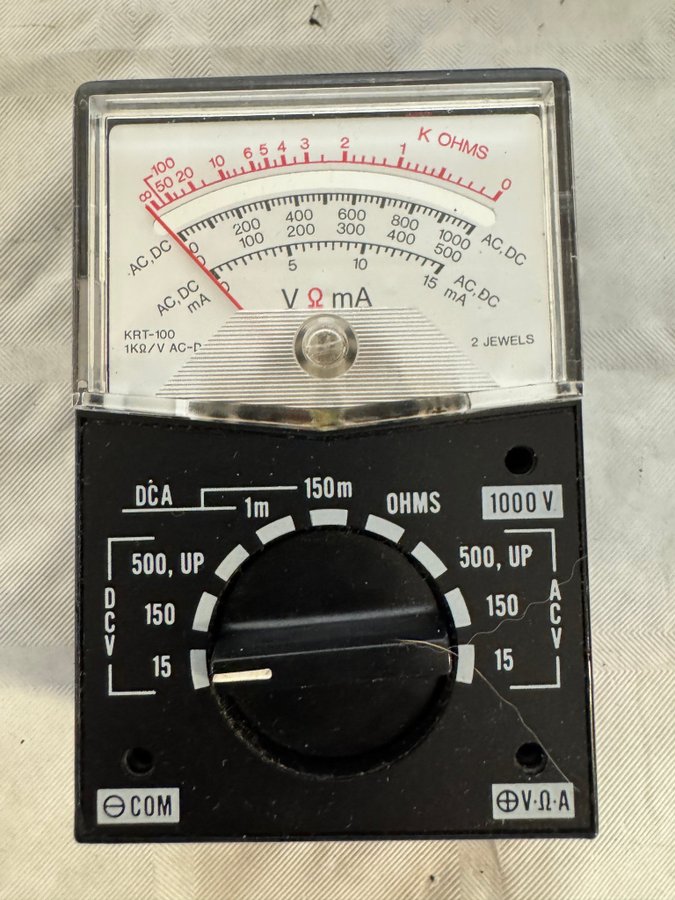 K OHMS
∞ 100 50 20 10 6 5 4 3 2 1 0
AC,DC 0 200 400 600 800 1000 AC,DC
0 100 200 300 400 500
AC,DC mA 0 5 10 15 AC,DC mA
V Ω mA
KRT-100
1KΩ/V AC-D
2 JEWELS
DCA
1m
150m
OHMS
1000 V
DCV
500, UP
150
15
500, UP
150
15
ACV
⊖ COM
⊕ V·Ω·A